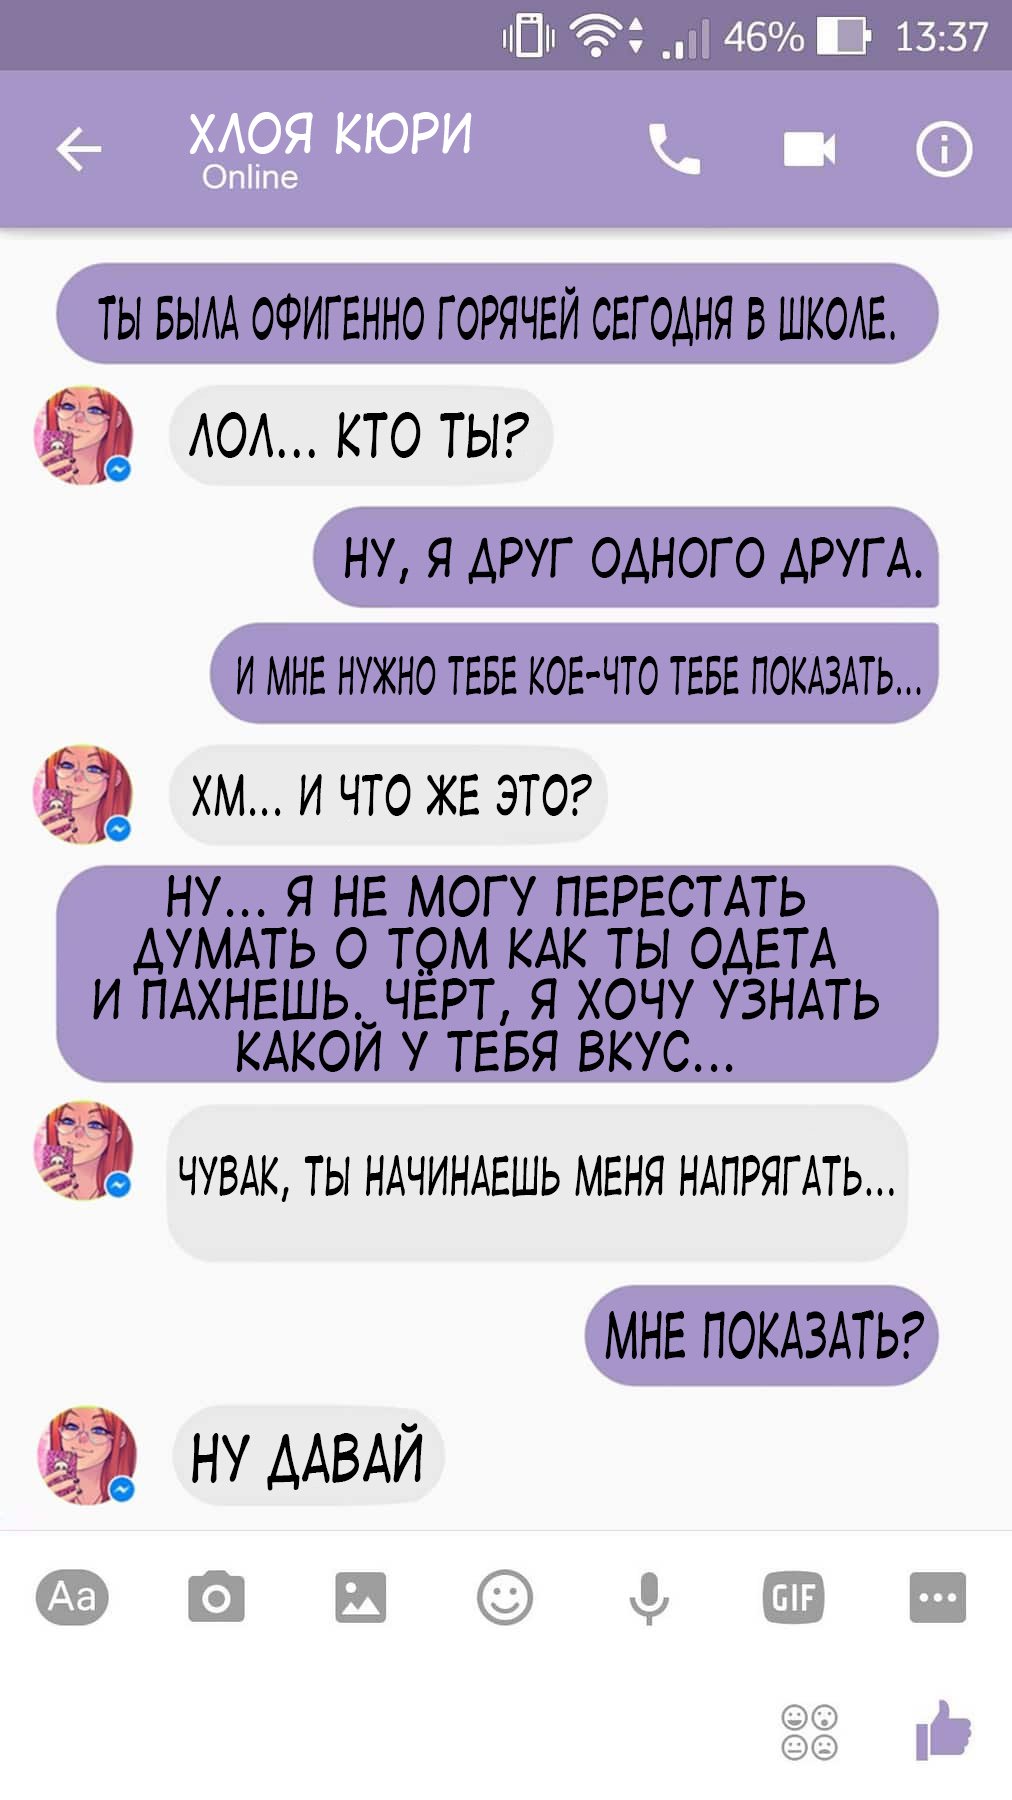 46% 13:37
ХЛОЯ КЮРИ
Online
ТЫ БЫЛА ОФИГЕННО ГОРЯЧЕЙ СЕГОДНЯ В ШКОЛЕ.
ЛОЛ... КТО ТЫ?
НУ, Я ДРУГ ОДНОГО ДРУГА.
И МНЕ НУЖНО ТЕБЕ КОЕ-ЧТО ТЕБЕ ПОКАЗАТЬ...
ХМ... И ЧТО ЖЕ ЭТО?
НУ... Я НЕ МОГУ ПЕРЕСТАТЬ
ДУМАТЬ О ТОМ КАК ТЫ ОДЕТА
И ПАХНЕШЬ. ЧЁРТ, Я ХОЧУ УЗНАТЬ
КАКОЙ У ТЕБЯ ВКУС...
ЧУВАК, ТЫ НАЧИНАЕШЬ МЕНЯ НАПРЯГАТЬ...
МНЕ ПОКАЗАТЬ?
НУ ДАВАЙ
Aa GIF